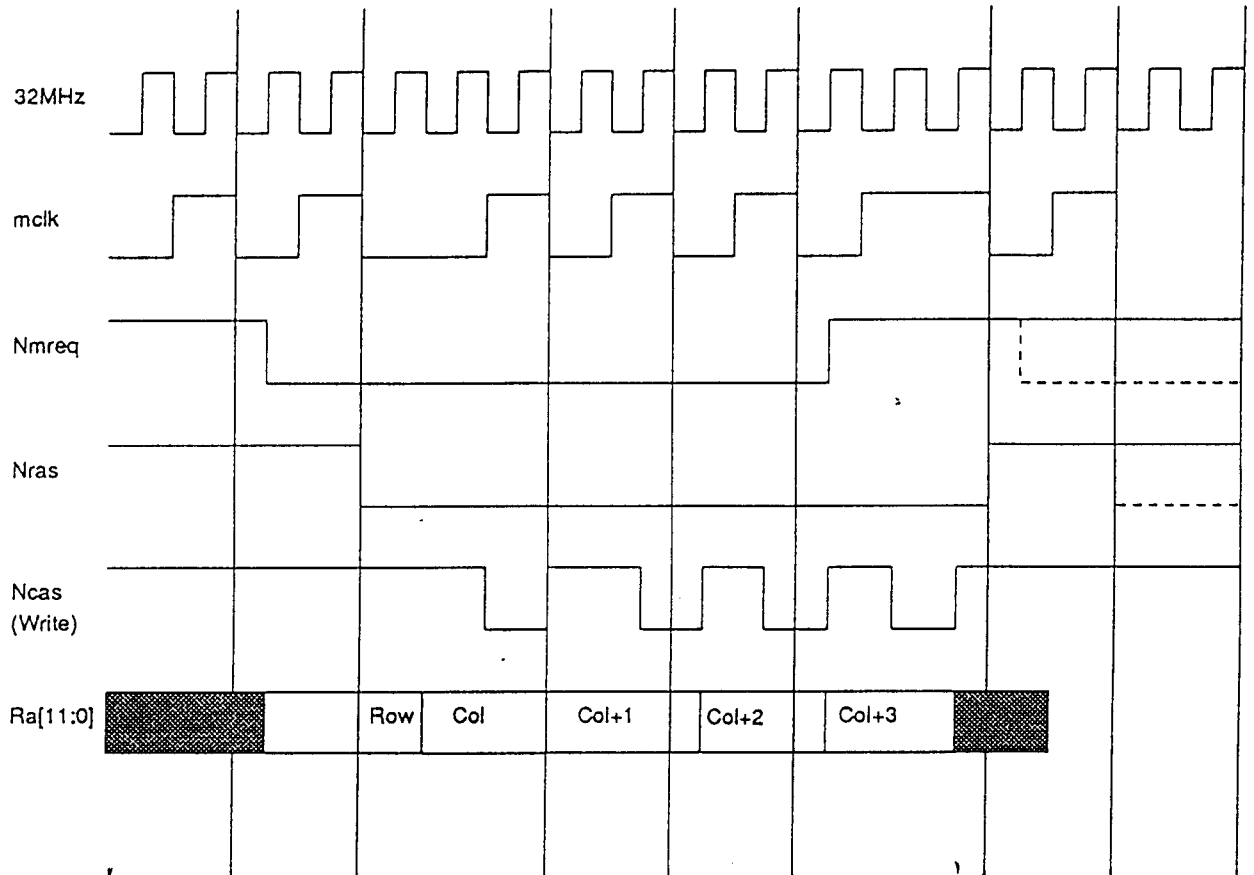 32MHz
mclk
Nmreq
Nras
Ncas
(Write)
Ra[11:0]
Row
Col
Col+1
Col+2
Col+3